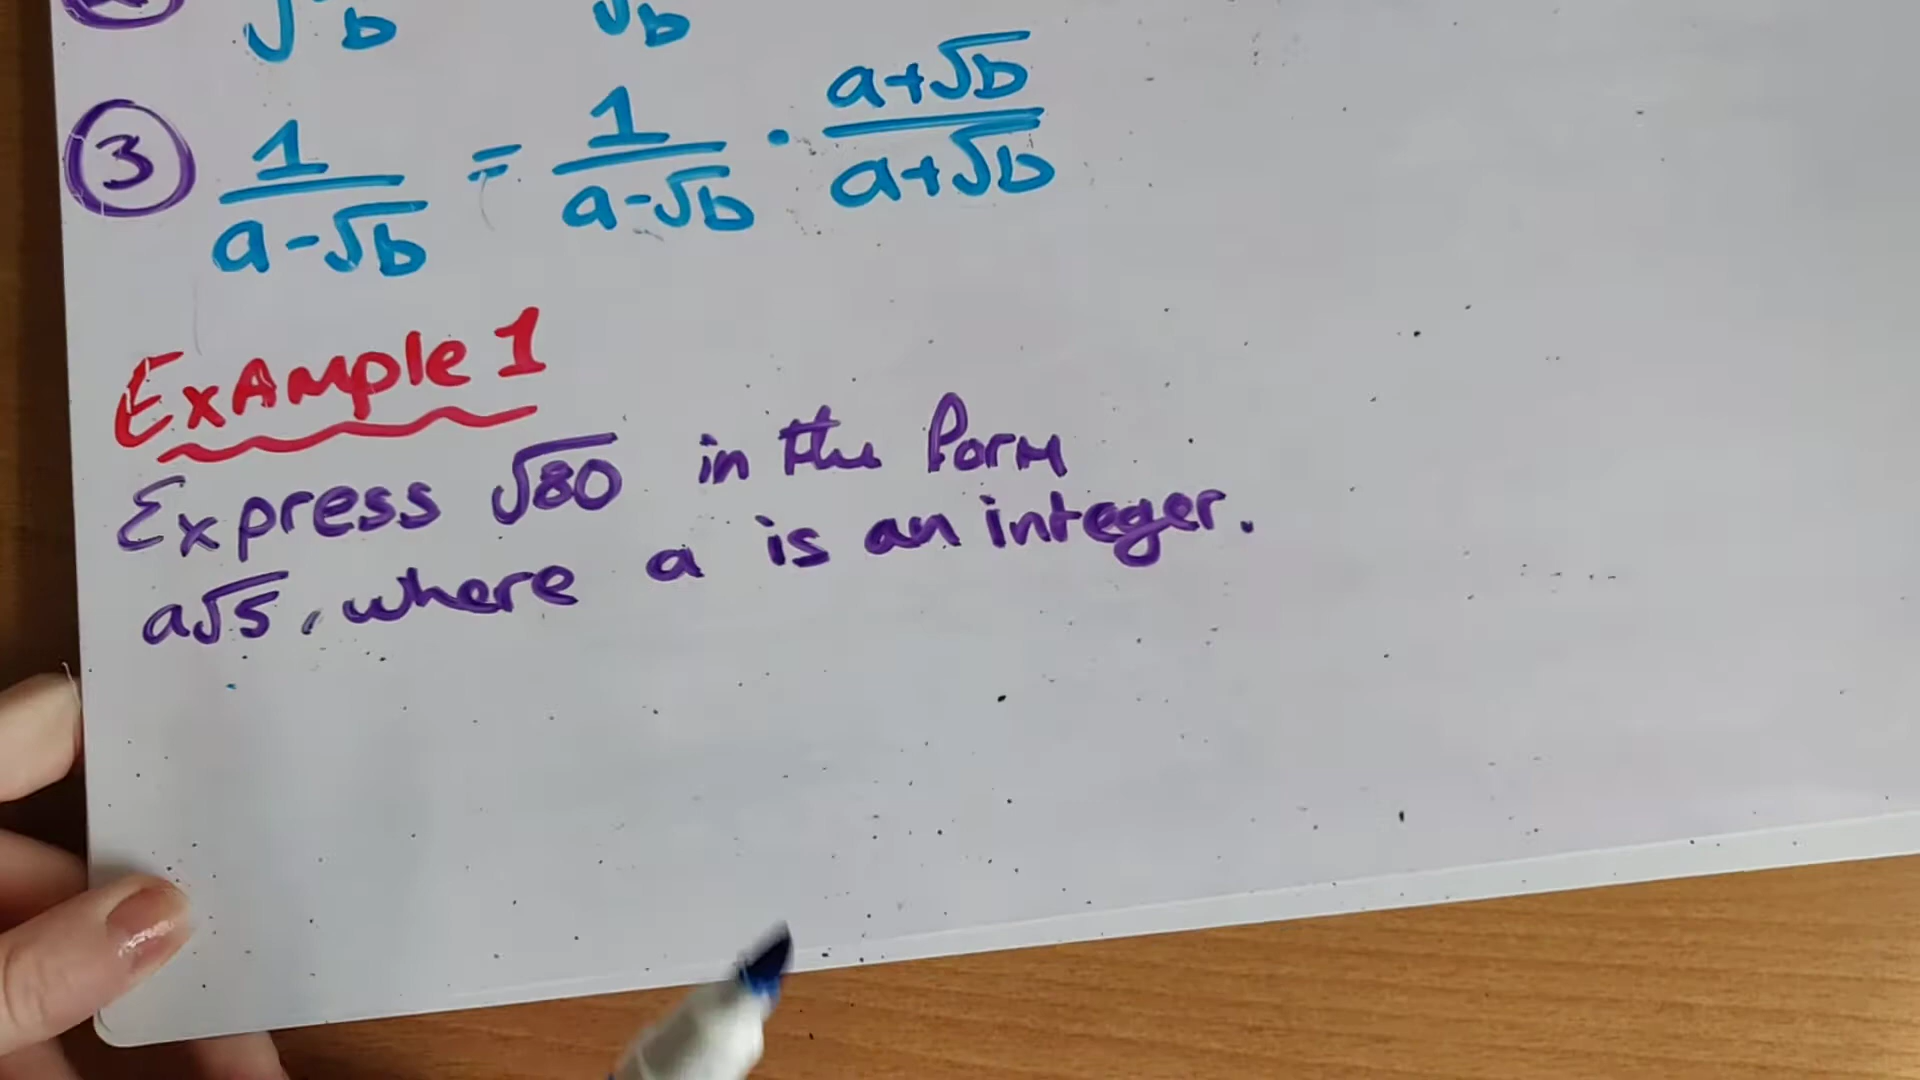 √b √b
③ 1/(a-√b) = 1/(a-√b) · (a+√b)/(a+√b)
ExAmple 1
Express √80 in the form
a√5, where a is an integer.